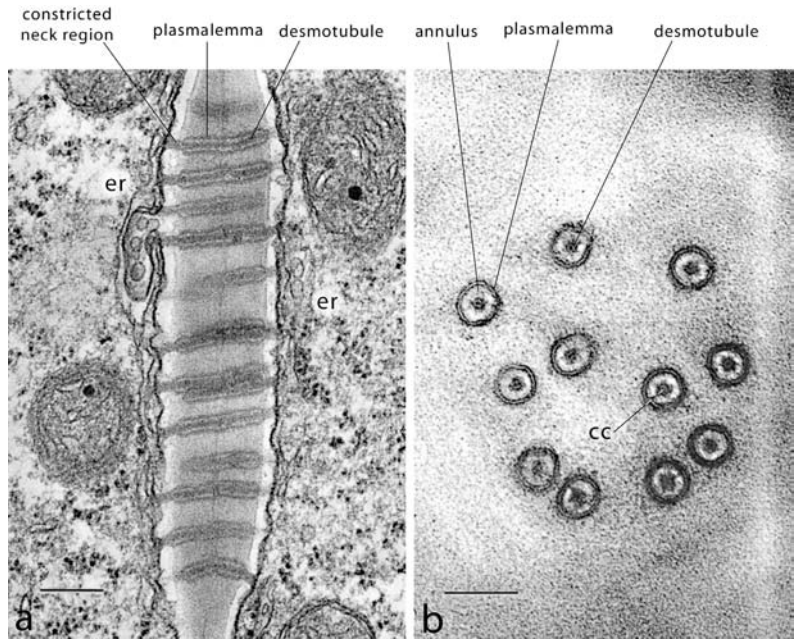 constricted
neck region
plasmalemma
desmotubule
annulus
plasmalemma
desmotubule
er
er
cc
a
b